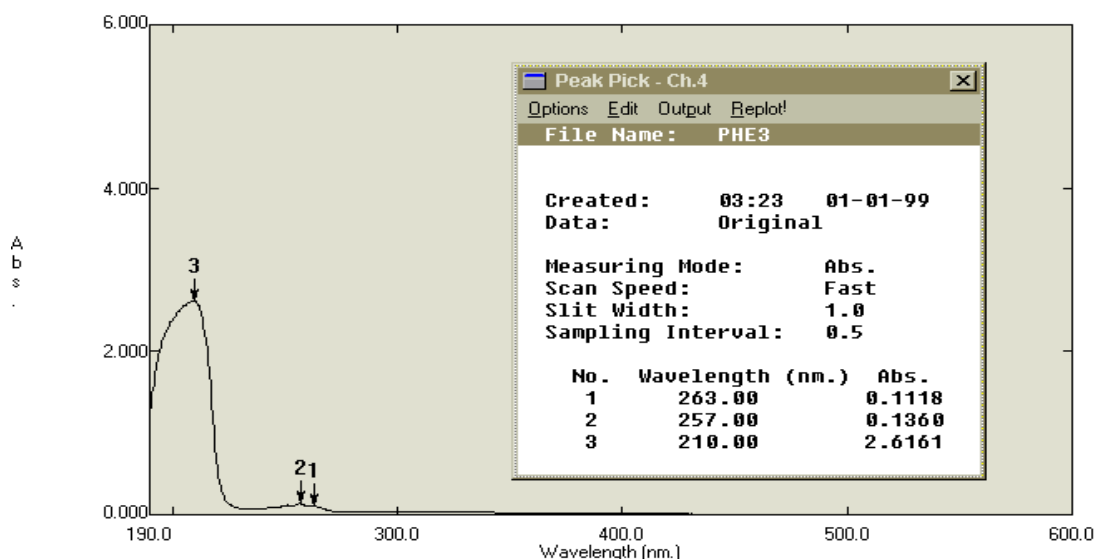 6.000
4.000
2.000
0.000
A
b
s
.
3
2 1
190.0 300.0 400.0 500.0 600.0
Wavelength (nm.)
Peak Pick - Ch.4
Options Edit Output Replot!
File Name: PHE3
Created: 03:23 01-01-99
Data: Original
Measuring Mode: Abs.
Scan Speed: Fast
Slit Width: 1.0
Sampling Interval: 0.5
No. Wavelength (nm.) Abs.
1 263.00 0.1118
2 257.00 0.1360
3 210.00 2.6161